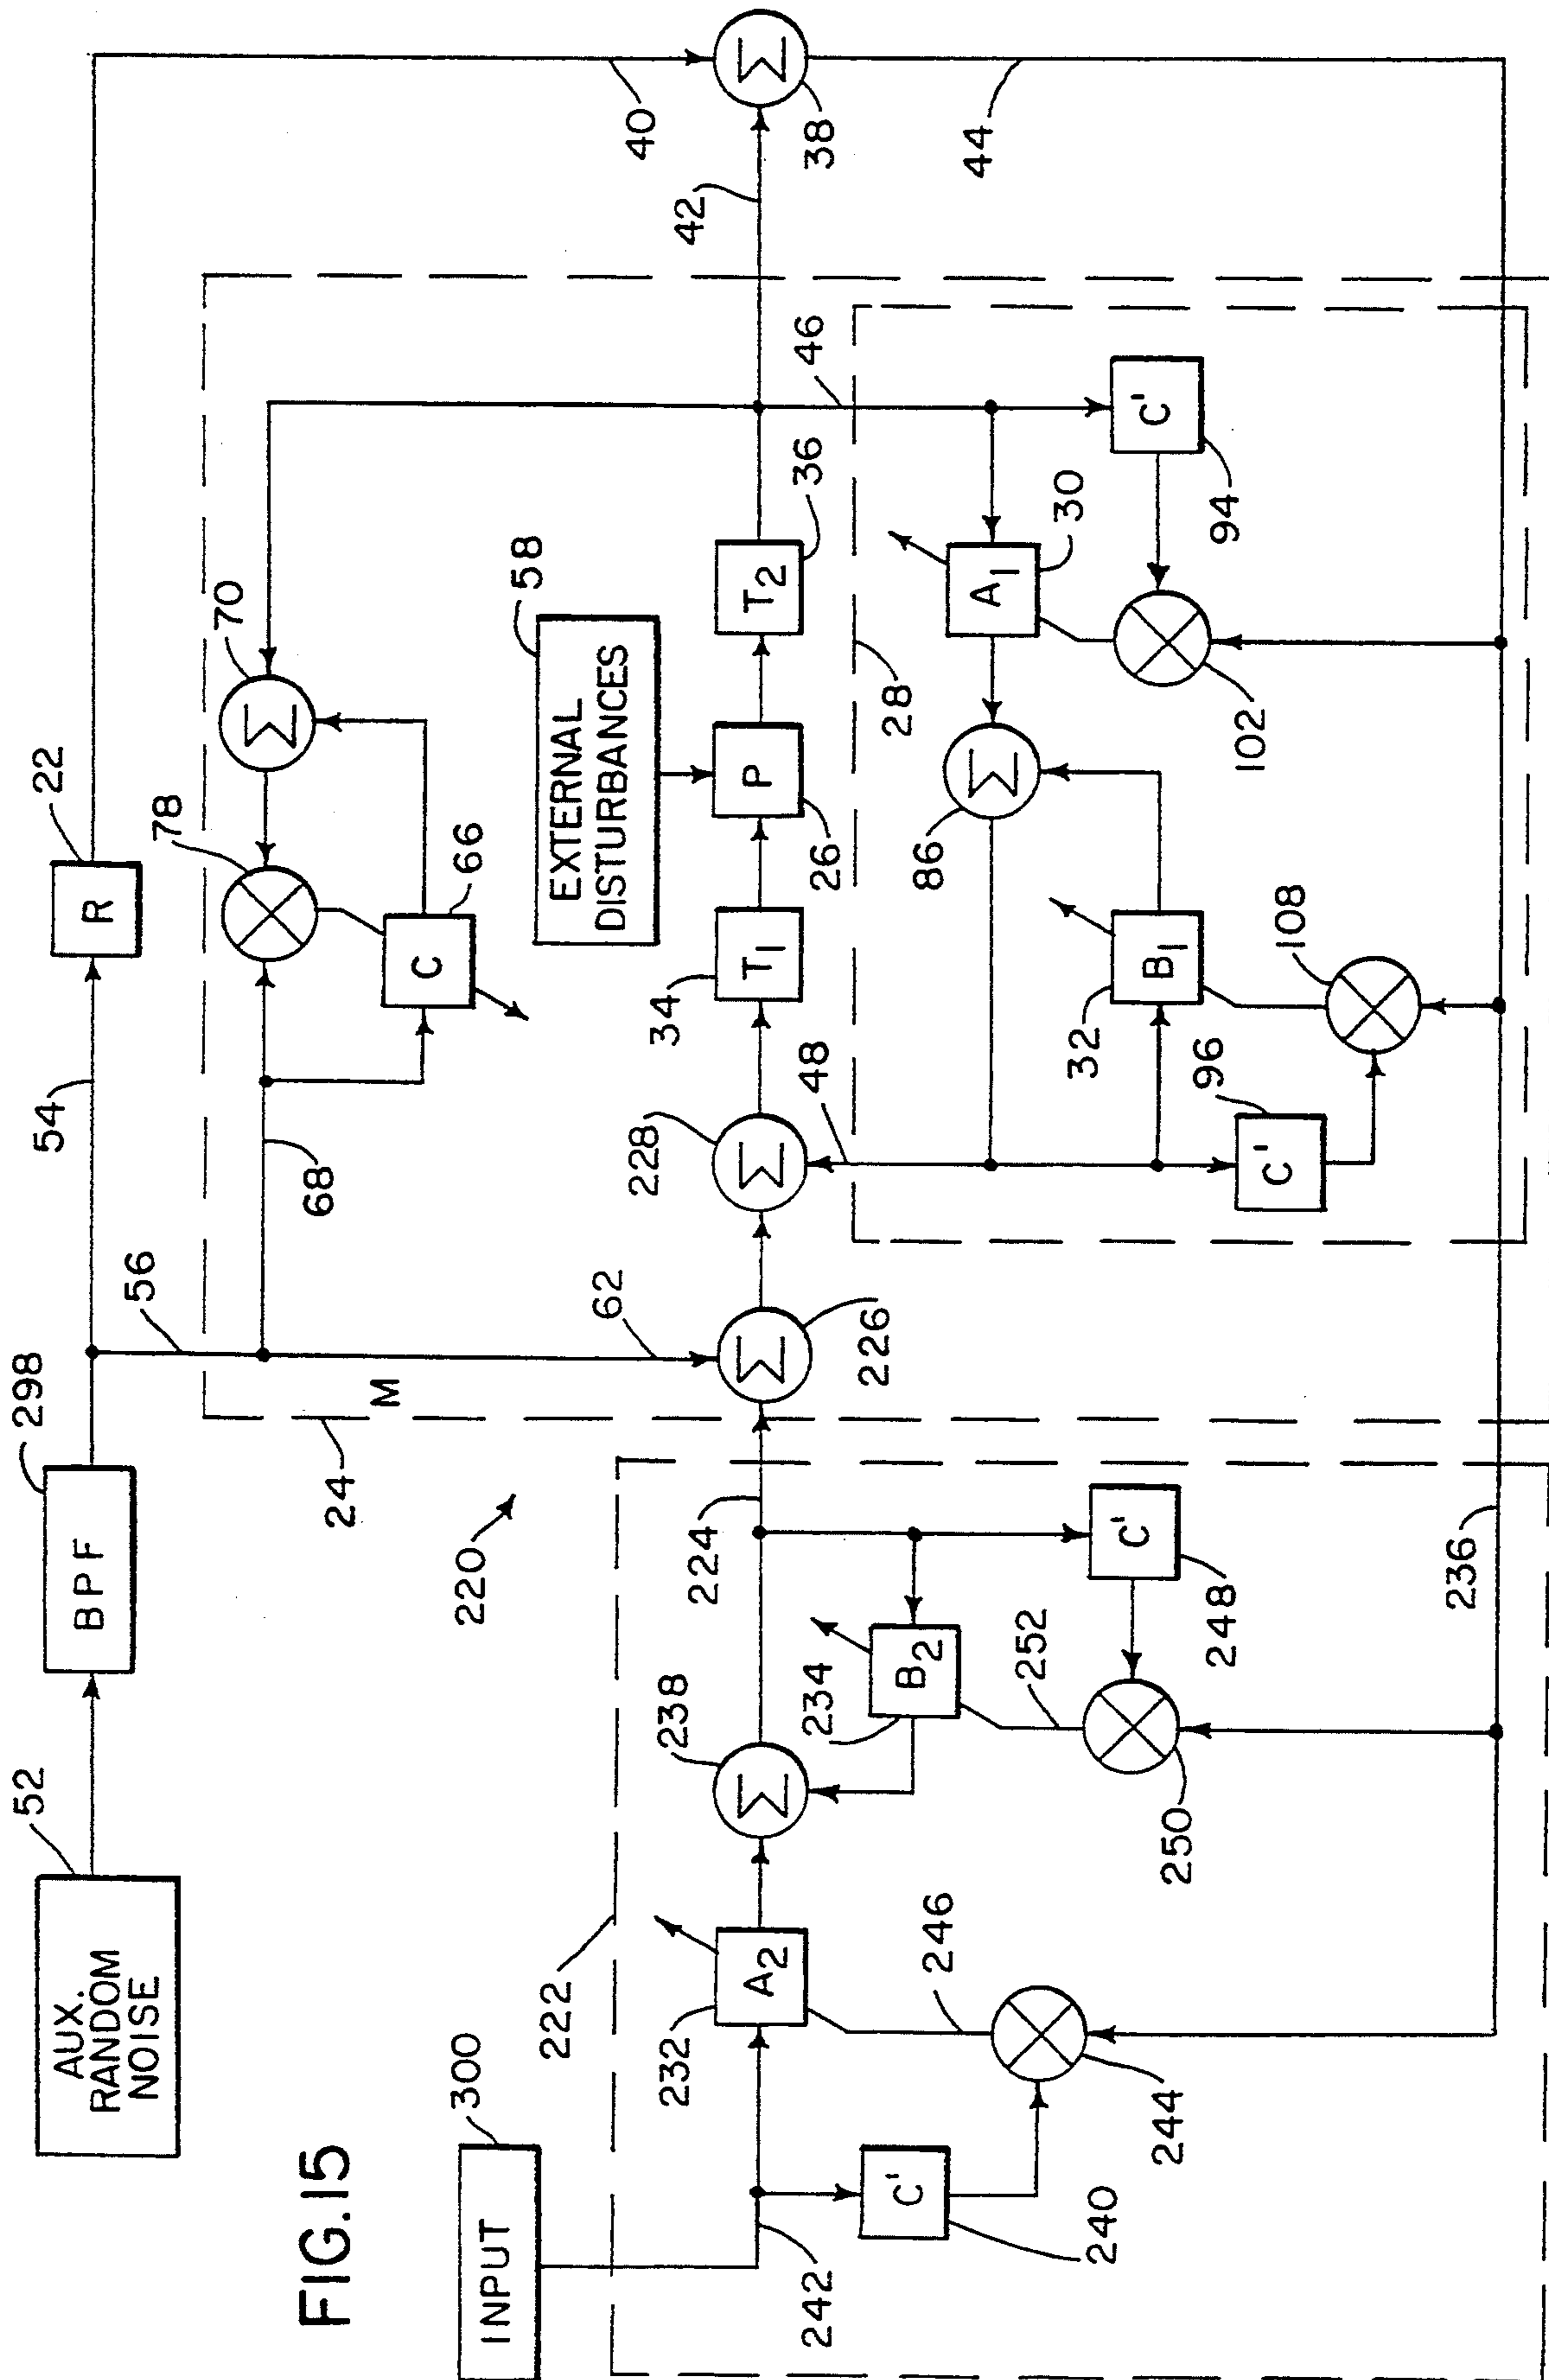 FIG.15
AUX.
RANDOM
NOISE
52
BPF
298
54
R
22
40
56
68
78
70
Σ
C
66
24
M
62
220
EXTERNAL
DISTURBANCES
58
INPUT
300
222
242
C'
240
A2
232
246
244
Σ
238
B2
234
252
250
C'
248
224
Σ
226
Σ
228
T1
34
P
26
T2
36
42
Σ
38
44
46
48
28
86
Σ
A1
30
C'
94
102
B1
32
C'
96
108
236